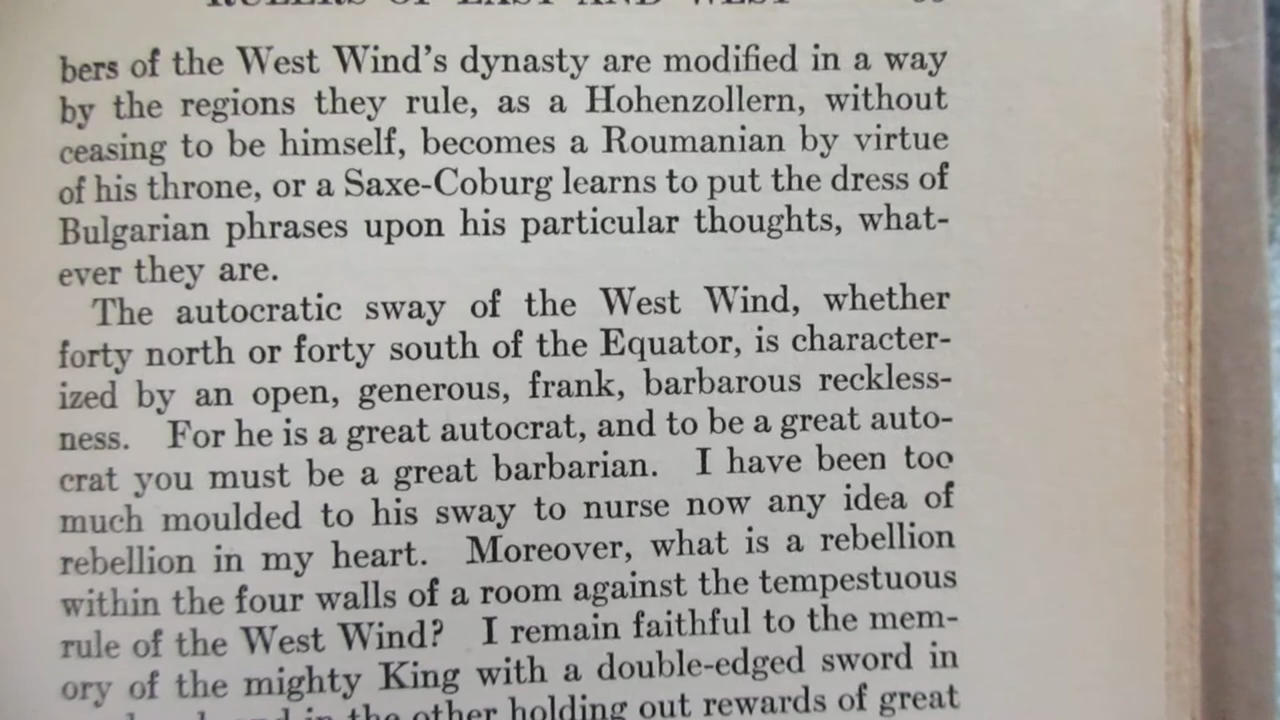 RULERS OF EAST AND WEST
bers of the West Wind's dynasty are modified in a way
by the regions they rule, as a Hohenzollern, without
ceasing to be himself, becomes a Roumanian by virtue
of his throne, or a Saxe-Coburg learns to put the dress of
Bulgarian phrases upon his particular thoughts, what-
ever they are.
The autocratic sway of the West Wind, whether
forty north or forty south of the Equator, is character-
ized by an open, generous, frank, barbarous reckless-
ness. For he is a great autocrat, and to be a great auto-
crat you must be a great barbarian. I have been too
much moulded to his sway to nurse now any idea of
rebellion in my heart. Moreover, what is a rebellion
within the four walls of a room against the tempestuous
rule of the West Wind? I remain faithful to the mem-
ory of the mighty King with a double-edged sword in
in the other holding out rewards of great